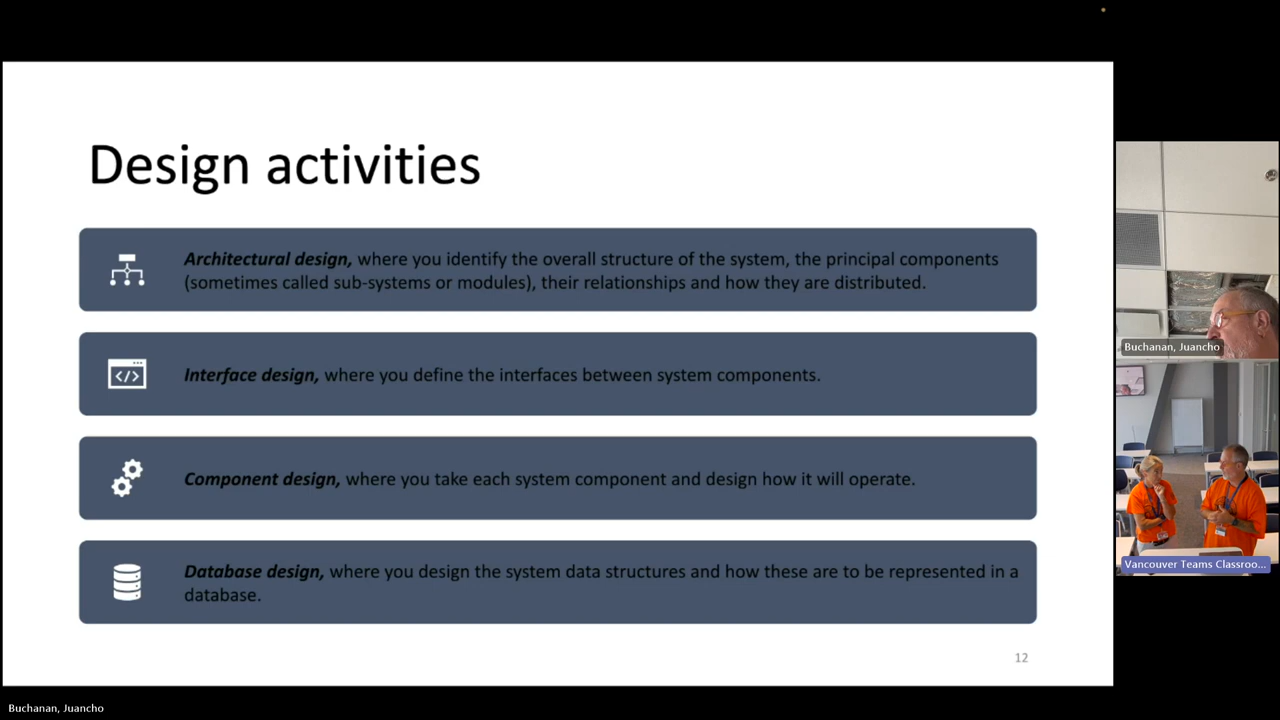 Design activities
Architectural design, where you identify the overall structure of the system, the principal components
(sometimes called sub-systems or modules), their relationships and how they are distributed.
Interface design, where you define the interfaces between system components.
Component design, where you take each system component and design how it will operate.
Database design, where you design the system data structures and how these are to be represented in a
database.
12
Buchanan, Juancho
Vancouver Teams Classroo...
Buchanan, Juancho